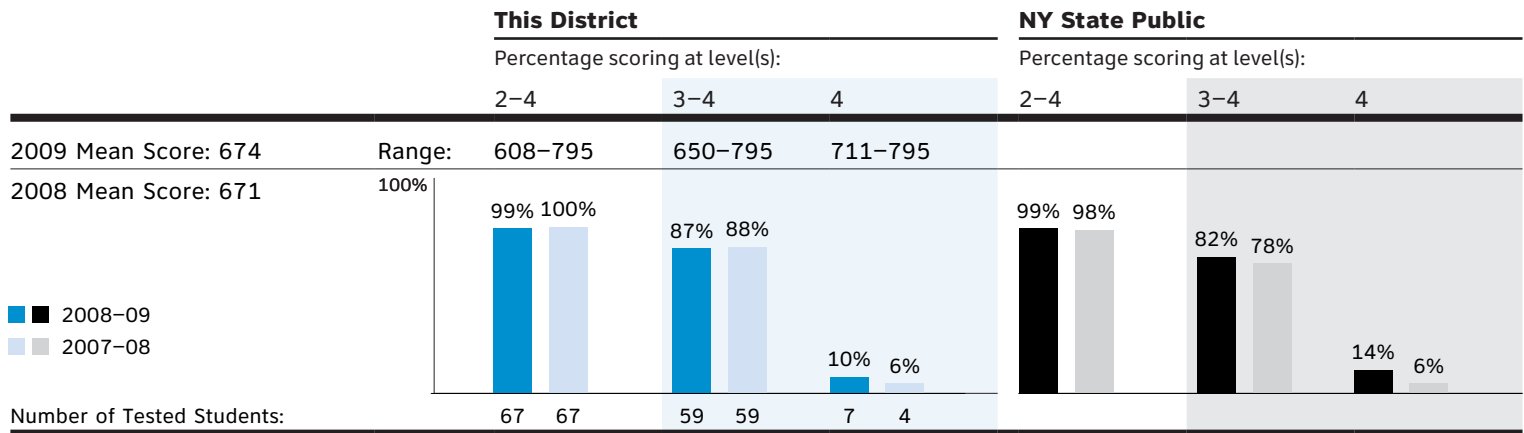 This District NY State Public
Percentage scoring at level(s): Percentage scoring at level(s):
2–4 3–4 4 2–4 3–4 4
2009 Mean Score: 674 Range: 608–795 650–795 711–795
2008 Mean Score: 671 100%
99% 100% 87% 88% 10% 6% 99% 98% 82% 78% 14% 6%
2008–09
2007–08
Number of Tested Students: 67 67 59 59 7 4